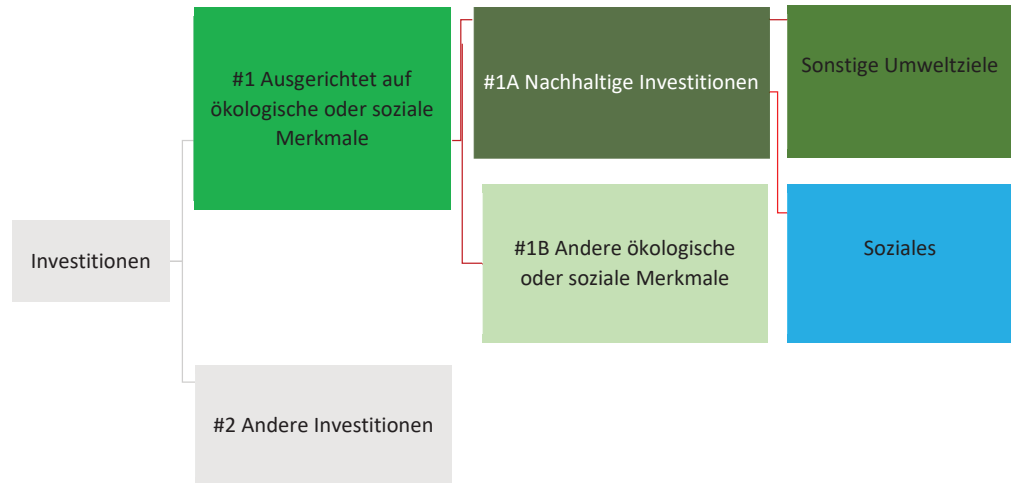 #1 Ausgerichtet auf
ökologische oder soziale
Merkmale
#1A Nachhaltige Investitionen
Sonstige Umweltziele
Investitionen
#1B Andere ökologische
oder soziale Merkmale
Soziales
#2 Andere Investitionen